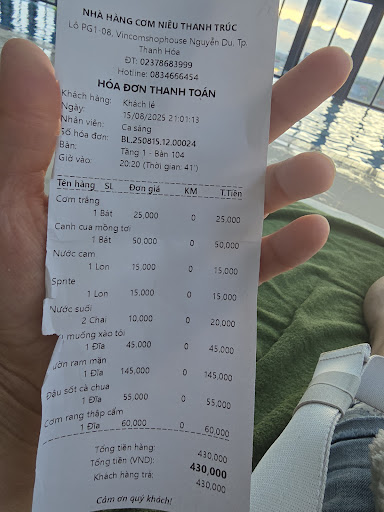 NHÀ HÀNG CƠM NIÊU THANH TRÚC
Lô PG1-08, Vincomshophouse Nguyễn Du, Tp.
Thanh Hóa
ĐT: 02378683999
Hotline: 0834666454
HÓA ĐƠN THANH TOÁN
Khách hàng: Khách lẻ
Ngày: 15/08/2025 21:01:13
Nhân viên: Ca sáng
Số hóa đơn: BL.250815.12.00024
Bàn: Tầng 1 - Bàn 104
Giờ vào: 20:20 (Thời gian: 41')
Tên hàng SL Đơn giá KM T.Tiền
Cơm trắng
1 Bát 25,000 0 25,000
Canh cua mồng tơi
1 Bát 50,000 0 50,000
Nước cam
1 Lon 15,000 0 15,000
Sprite
1 Lon 15,000 0 15,000
Nước suối
2 Chai 10,000 0 20,000
muống xào tỏi
1 Đĩa 45,000 0 45,000
ườn ram mặn
1 Đĩa 145,000 0 145,000
Đậu sốt cà chua
1 Đĩa 55,000 0 55,000
Cơm rang thập cẩm
1 Đĩa 60,000 0 60,000
Tổng tiền hàng: 430,000
Tổng tiền (VND): 430,000
Khách hàng trả: 430,000
Cảm ơn quý khách!